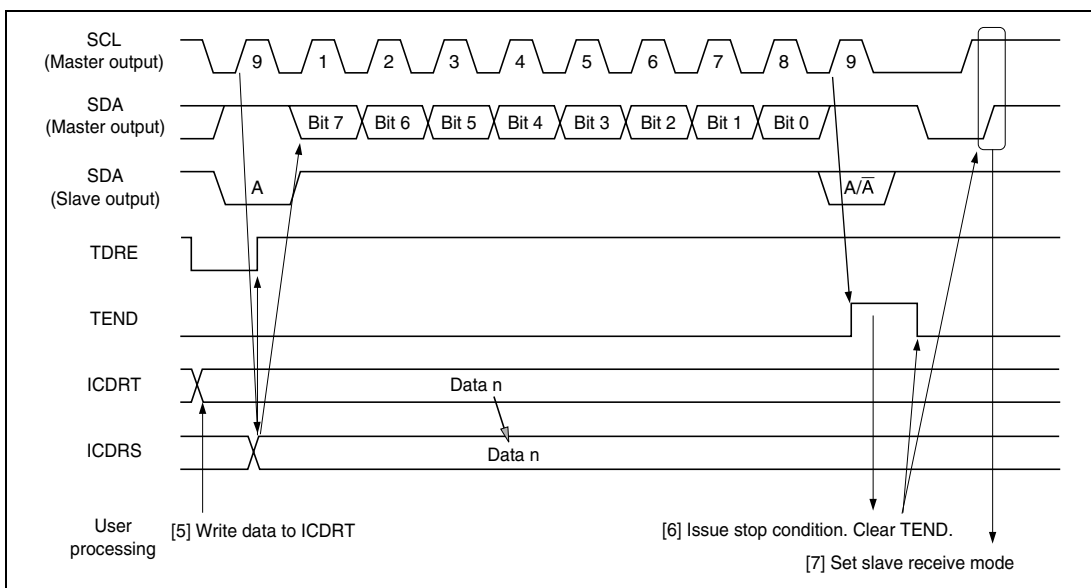 SCL
(Master output)
9 1 2 3 4 5 6 7 8 9
SDA
(Master output)
Bit 7 Bit 6 Bit 5 Bit 4 Bit 3 Bit 2 Bit 1 Bit 0
SDA
(Slave output)
A A/A̅
TDRE
TEND
ICDRT
Data n
ICDRS
Data n
User
processing
[5] Write data to ICDRT
[6] Issue stop condition. Clear TEND.
[7] Set slave receive mode